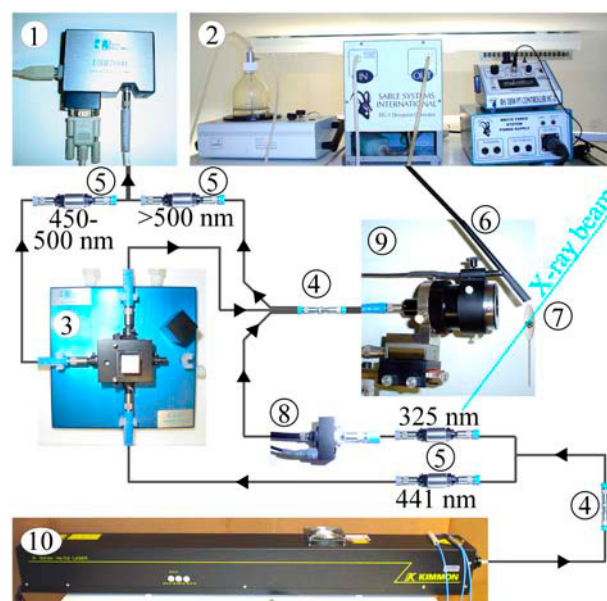 1
2
IN
OUT
SABLE SYSTEMS
INTERNATIONAL
5
5
450-
500 nm
>500 nm
6
X-ray beam
9
4
3
7
8
325 nm
5
441 nm
4
10
KIMMON